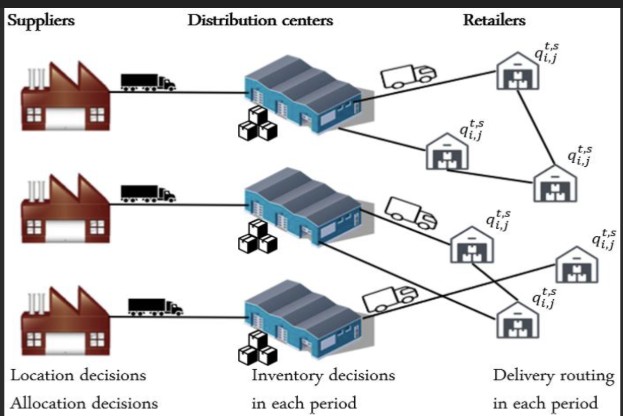 Suppliers
Distribution centers
Retailers
q_{i,j}^{t,s}
q_{i,j}^{t,s}
q_{i,j}^{t,s}
q_{i,j}^{t,s}
q_{i,j}^{t,s}
q_{i,j}^{t,s}
Location decisions
Allocation decisions
Inventory decisions
in each period
Delivery routing
in each period